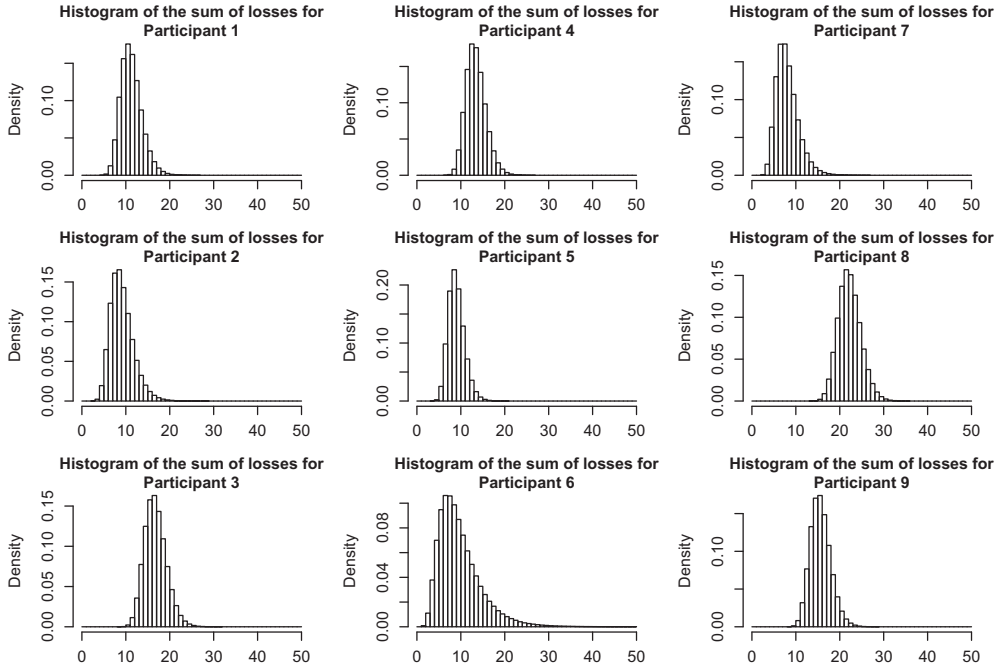 Histogram of the sum of losses for
Participant 1
Density
0.00 0.10
0 10 20 30 40 50
Histogram of the sum of losses for
Participant 4
Density
0.00 0.10
0 10 20 30 40 50
Histogram of the sum of losses for
Participant 7
Density
0.00 0.10
0 10 20 30 40 50
Histogram of the sum of losses for
Participant 2
Density
0.00 0.05 0.10 0.15
0 10 20 30 40 50
Histogram of the sum of losses for
Participant 5
Density
0.00 0.10 0.20
0 10 20 30 40 50
Histogram of the sum of losses for
Participant 8
Density
0.00 0.05 0.10 0.15
0 10 20 30 40 50
Histogram of the sum of losses for
Participant 3
Density
0.00 0.05 0.10 0.15
0 10 20 30 40 50
Histogram of the sum of losses for
Participant 6
Density
0.00 0.04 0.08
0 10 20 30 40 50
Histogram of the sum of losses for
Participant 9
Density
0.00 0.10
0 10 20 30 40 50